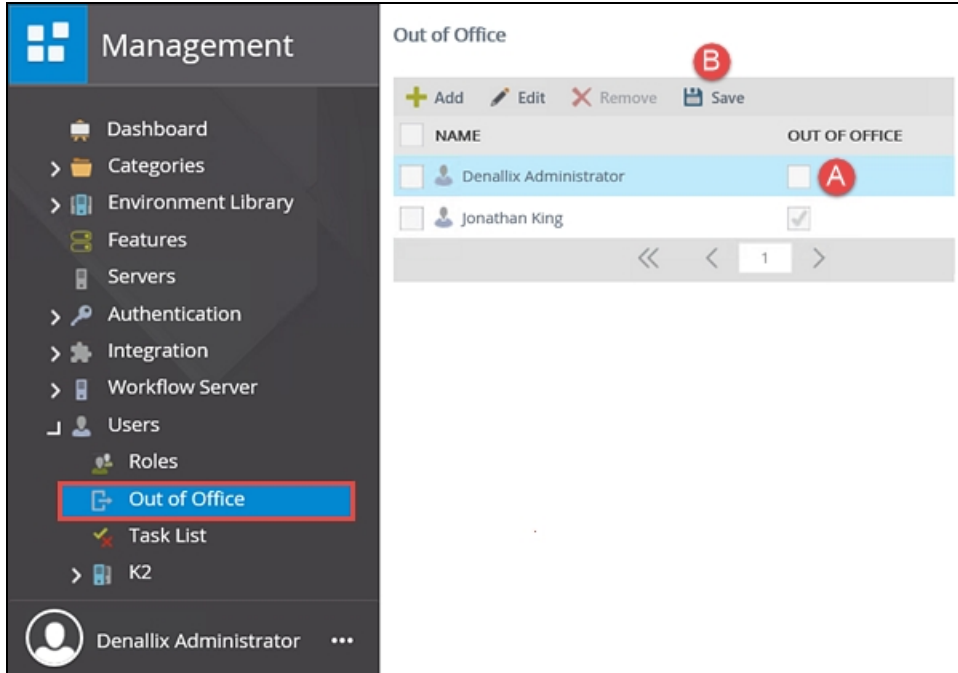 Management
Dashboard
Categories
Environment Library
Features
Servers
Authentication
Integration
Workflow Server
Users
Roles
Out of Office
Task List
K2
Denallix Administrator
Out of Office
B
Add Edit Remove Save
NAME OUT OF OFFICE
Denallix Administrator A
Jonathan King
1